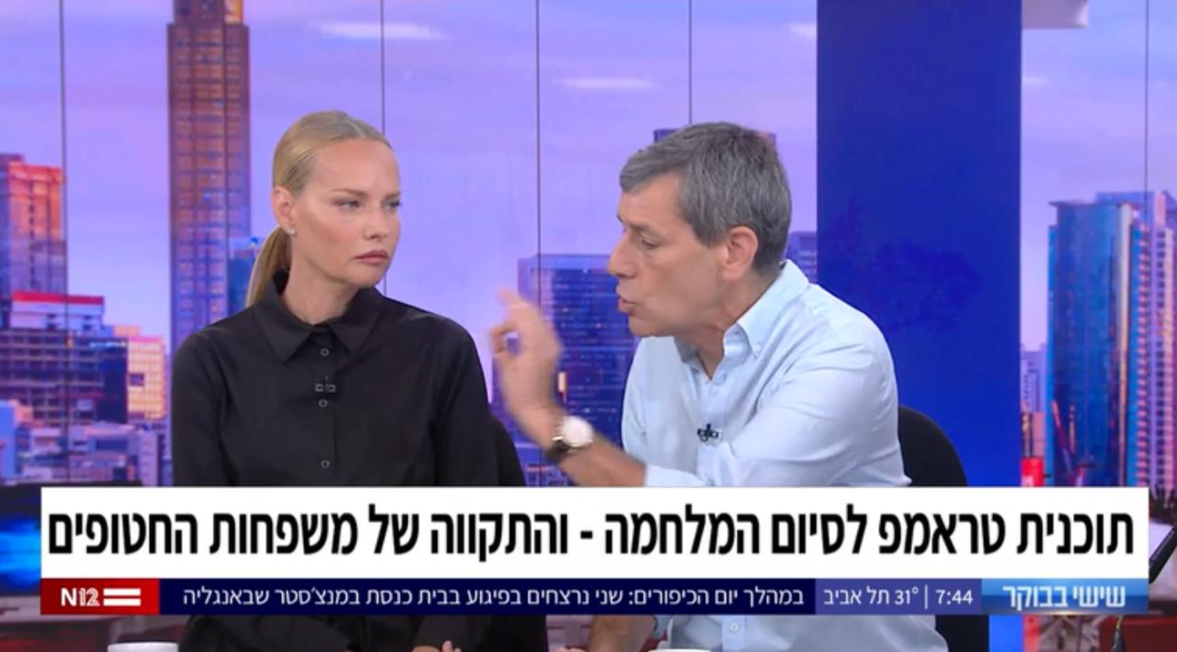 תוכנית טראמפ לסיום המלחמה - והתקווה של משפחות החטופים
שישי בבוקר 7:44 | 31° תל אביב במהלך יום הכיפורים: שני נרצחים בפיגוע בבית כנסת במנצ'סטר שבאנגליה N12